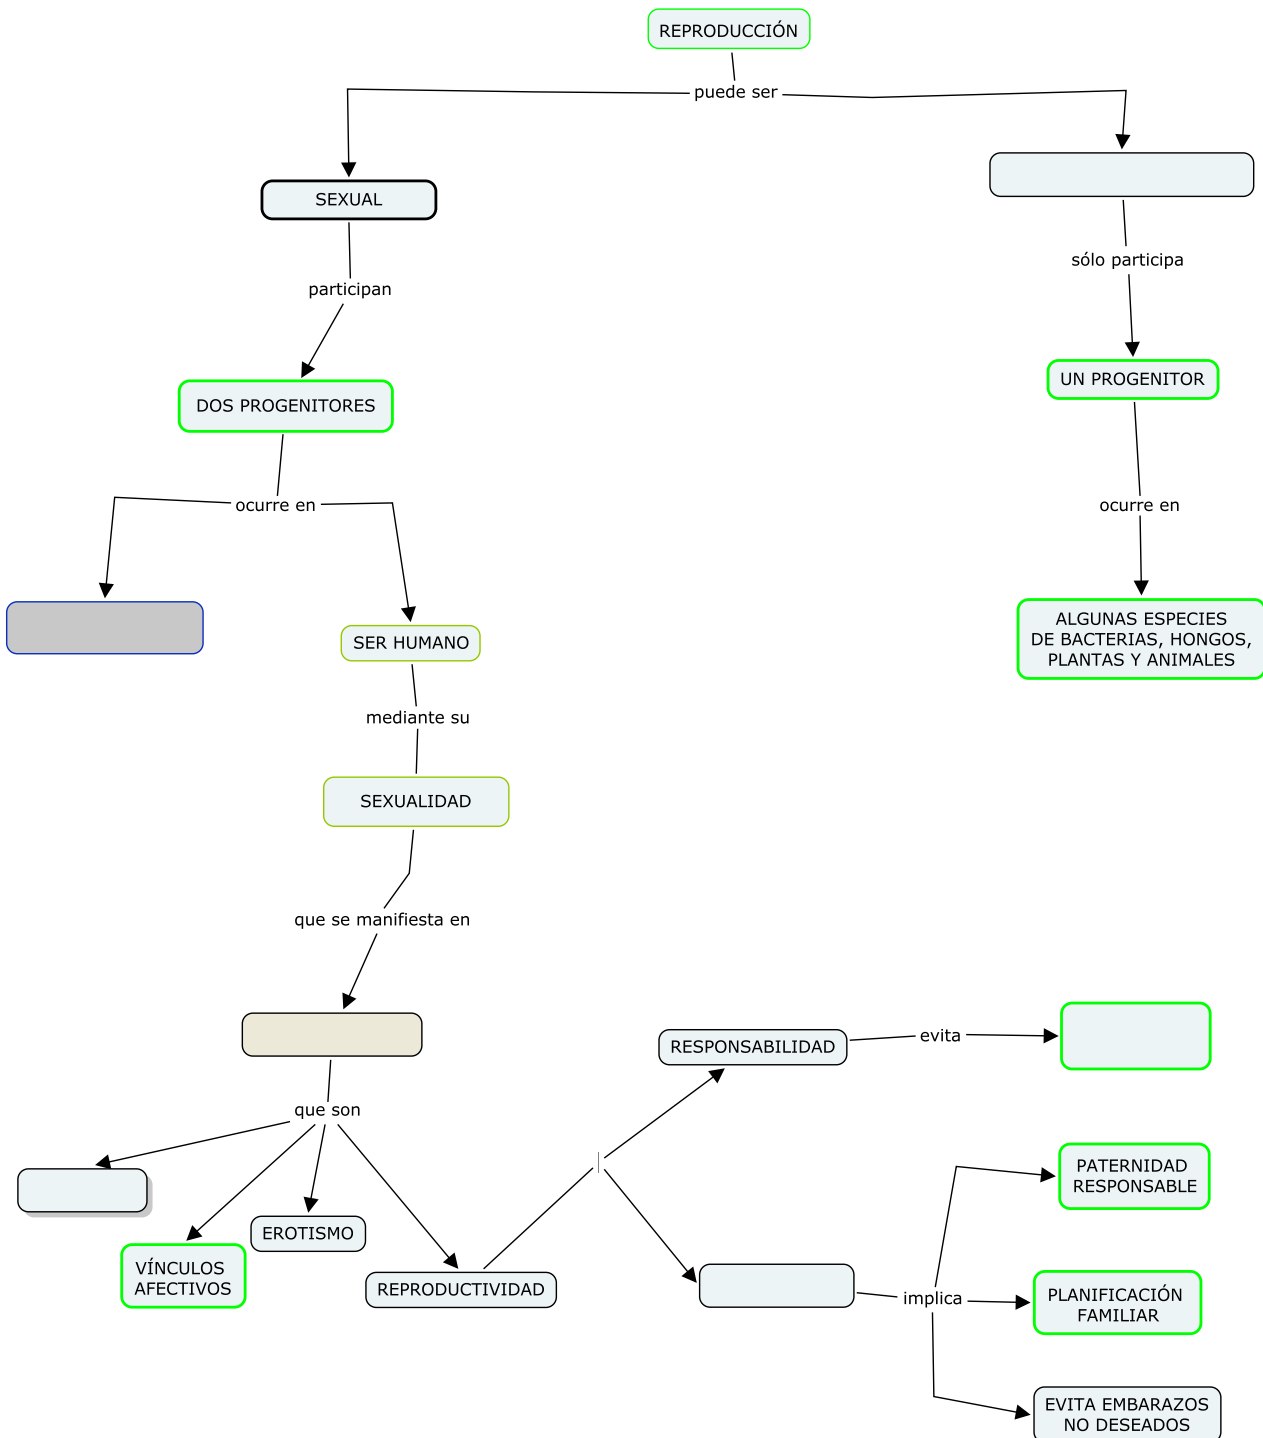 REPRODUCCIÓN
puede ser
SEXUAL
sólo participa
participan
UN PROGENITOR
DOS PROGENITORES
ocurre en
ocurre en
ALGUNAS ESPECIES
DE BACTERIAS, HONGOS,
PLANTAS Y ANIMALES
SER HUMANO
mediante su
SEXUALIDAD
que se manifiesta en
RESPONSABILIDAD
evita
que son
PATERNIDAD
RESPONSABLE
EROTISMO
VÍNCULOS
AFECTIVOS
REPRODUCTIVIDAD
implica
PLANIFICACIÓN
FAMILIAR
EVITA EMBARAZOS
NO DESEADOS